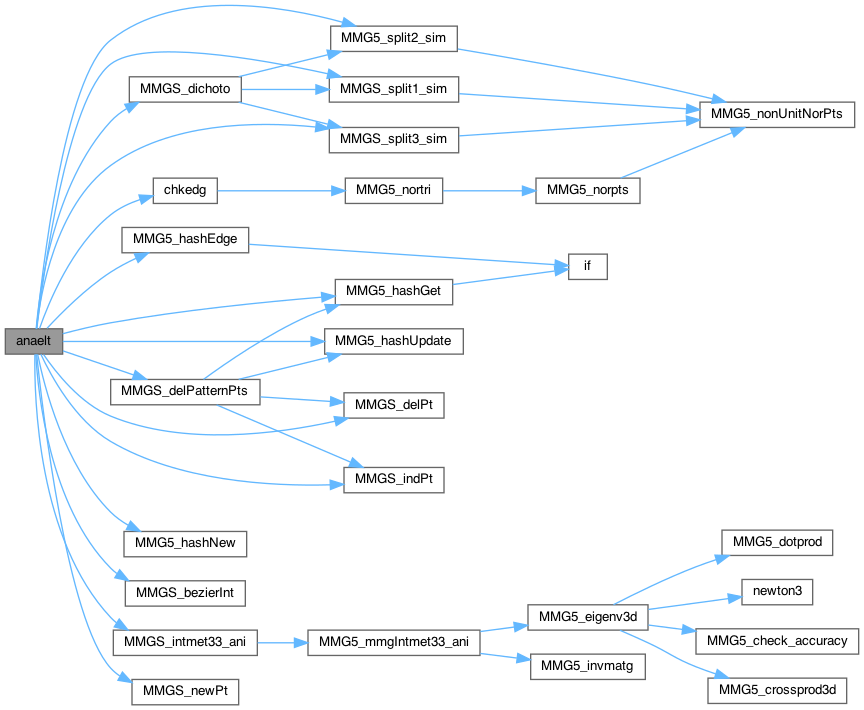 MMG5_split2_sim
MMGS_dichoto
MMGS_split1_sim
MMG5_nonUnitNorPts
MMGS_split3_sim
chkedg
MMG5_nortri
MMG5_norpts
MMG5_hashEdge
if
MMG5_hashGet
anaelt
MMG5_hashUpdate
MMGS_delPatternPts
MMGS_delPt
MMGS_indPt
MMG5_hashNew
MMG5_dotprod
MMGS_bezierInt
newton3
MMG5_eigenv3d
MMGS_intmet33_ani
MMG5_mmgIntmet33_ani
MMG5_check_accuracy
MMG5_invmatg
MMGS_newPt
MMG5_crossprod3d